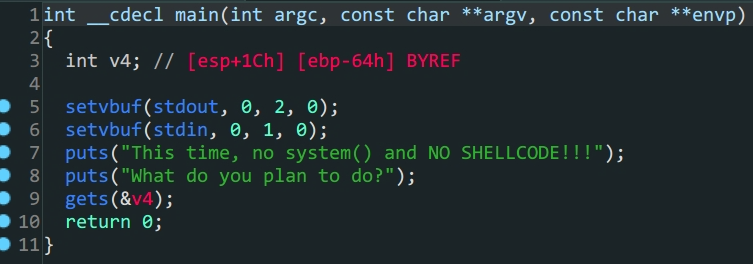 1 int __cdecl main(int argc, const char **argv, const char **envp)
2 {
3 int v4; // [esp+1Ch] [ebp-64h] BYREF
4
5 setvbuf(stdout, 0, 2, 0);
6 setvbuf(stdin, 0, 1, 0);
7 puts("This time, no system() and NO SHELLCODE!!!");
8 puts("What do you plan to do?");
9 gets(&v4);
10 return 0;
11 }